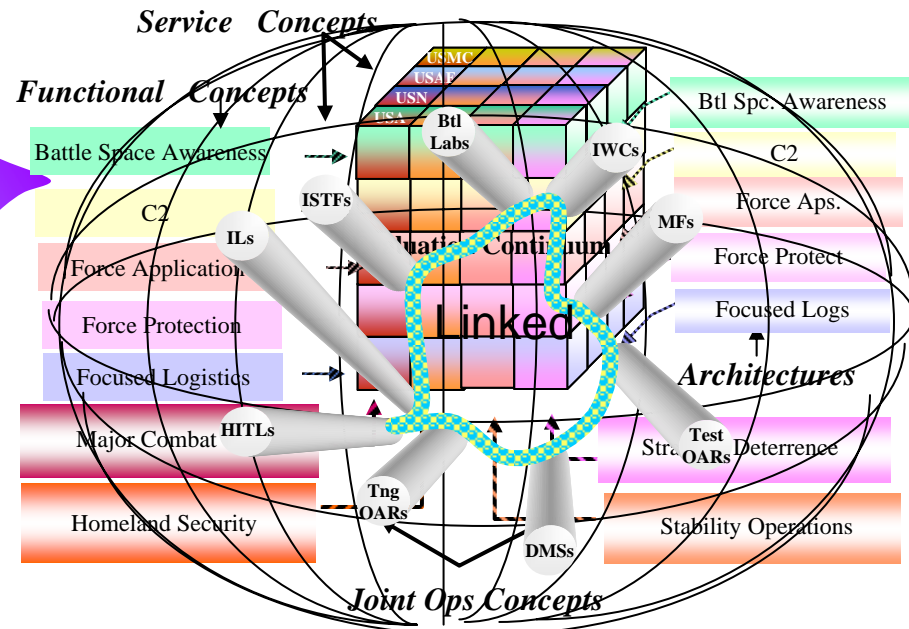 Service Concepts
Functional Concepts
USMC
USAF
USN
USA
Btl
Labs
IWCs
ISTFs
ILs
MFs
Battle Space Awareness
C2
Force Application
Force Protection
Focused Logistics
Major Combat
HITLs
Homeland Security
Continuum
Linked
Btl Spc. Awareness
C2
Force Aps.
Force Protect
Focused Logs
Architectures
Test
OARs
Deterrence
Stability Operations
Tng
OARs
DMSs
Joint Ops Concepts